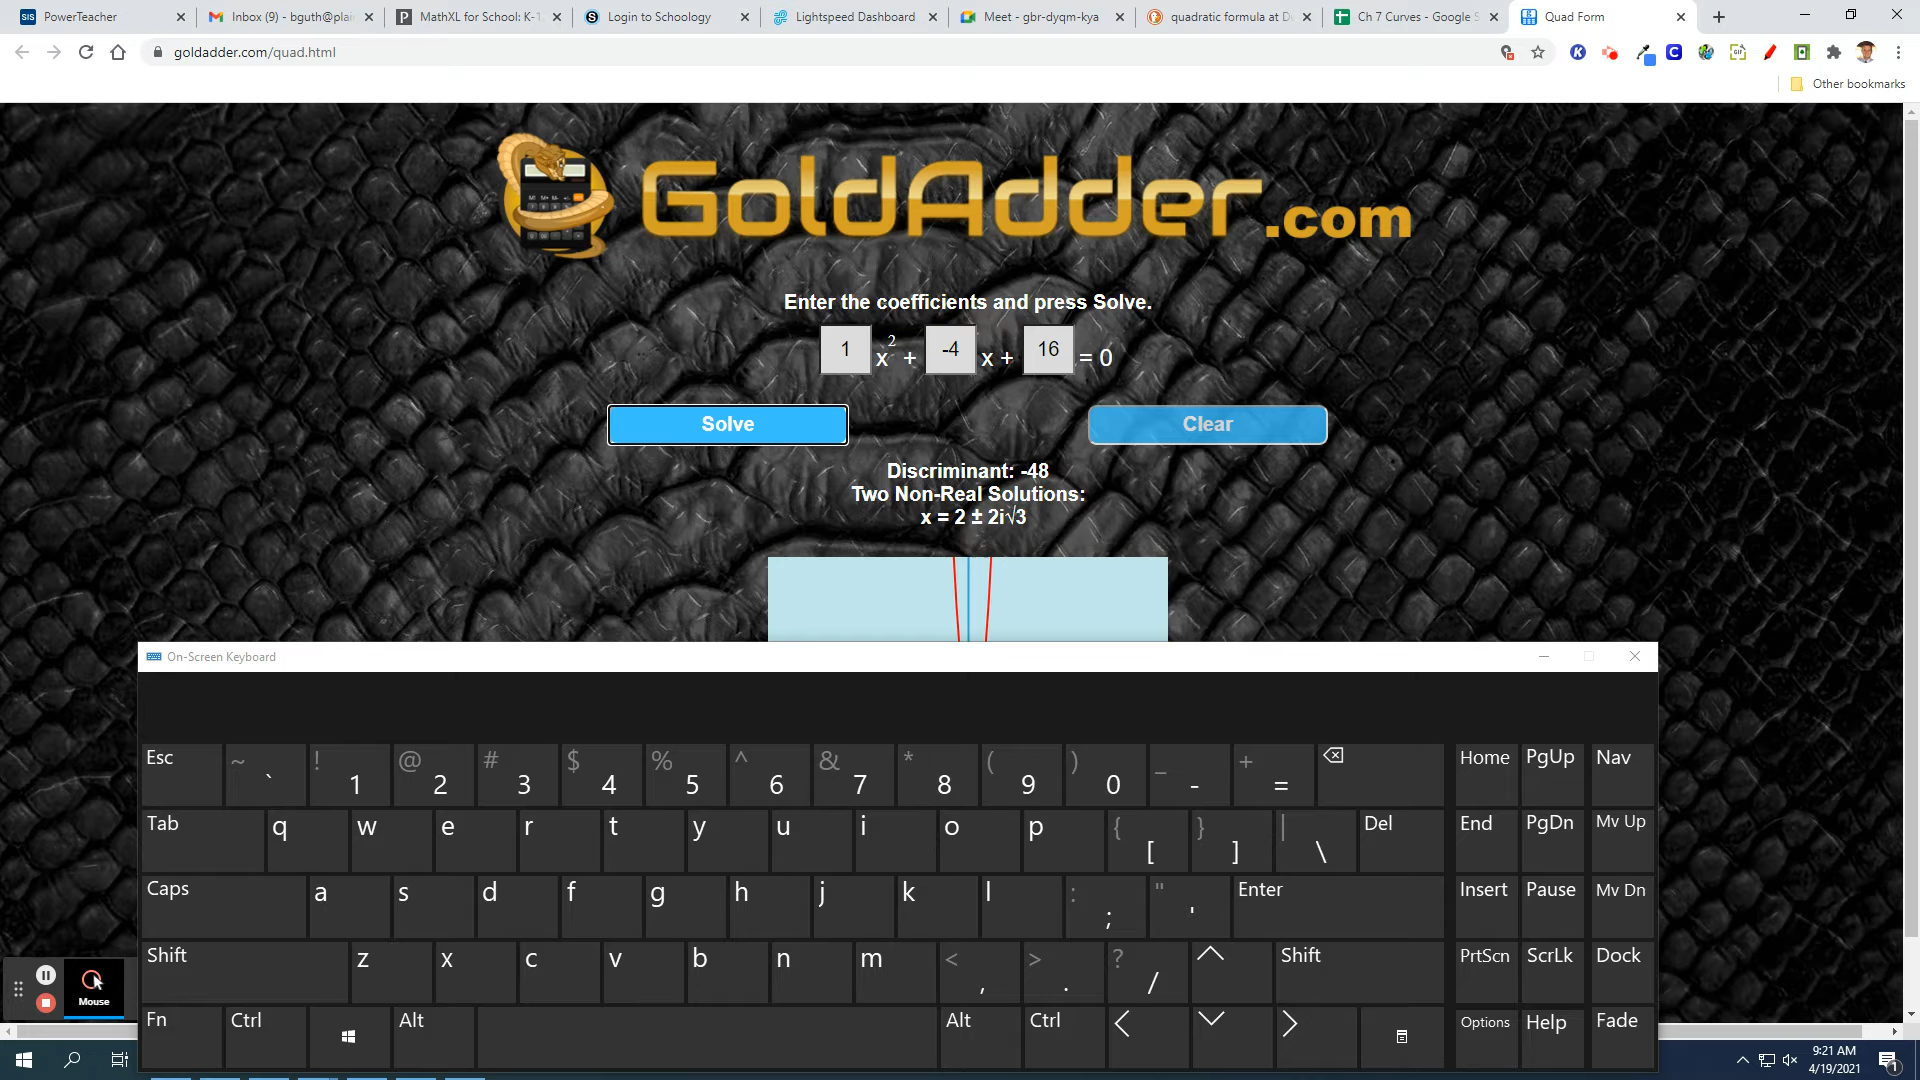 PowerTeacher
Inbox (9) - bguth@plai
MathXL for School: K-1
Login to Schoology
Lightspeed Dashboard
Meet - gbr-dyqm-kya
quadratic formula at D
Ch 7 Curves - Google S
Quad Form
goldadder.com/quad.html
Other bookmarks
GoldAdder.com
Enter the coefficients and press Solve.
1 x² + -4 x + 16 = 0
Solve Clear
Discriminant: -48
Two Non-Real Solutions:
x = 2 ± 2i√3
On-Screen Keyboard
Esc ~ ` ! 1 @ 2 # 3 $ 4 % 5 ^ 6 & 7 * 8 ( 9 ) 0 _ - + = Home PgUp Nav
Tab q w e r t y u i o p { [ } ] | \ Del End PgDn Mv Up
Caps a s d f g h j k l : ; " ' Enter Insert Pause Mv Dn
Shift z x c v b n m < , > . ? / Shift PrtScn ScrLk Dock
Fn Ctrl Alt Alt Ctrl Options Help Fade
Mouse
9:21 AM
4/19/2021
1